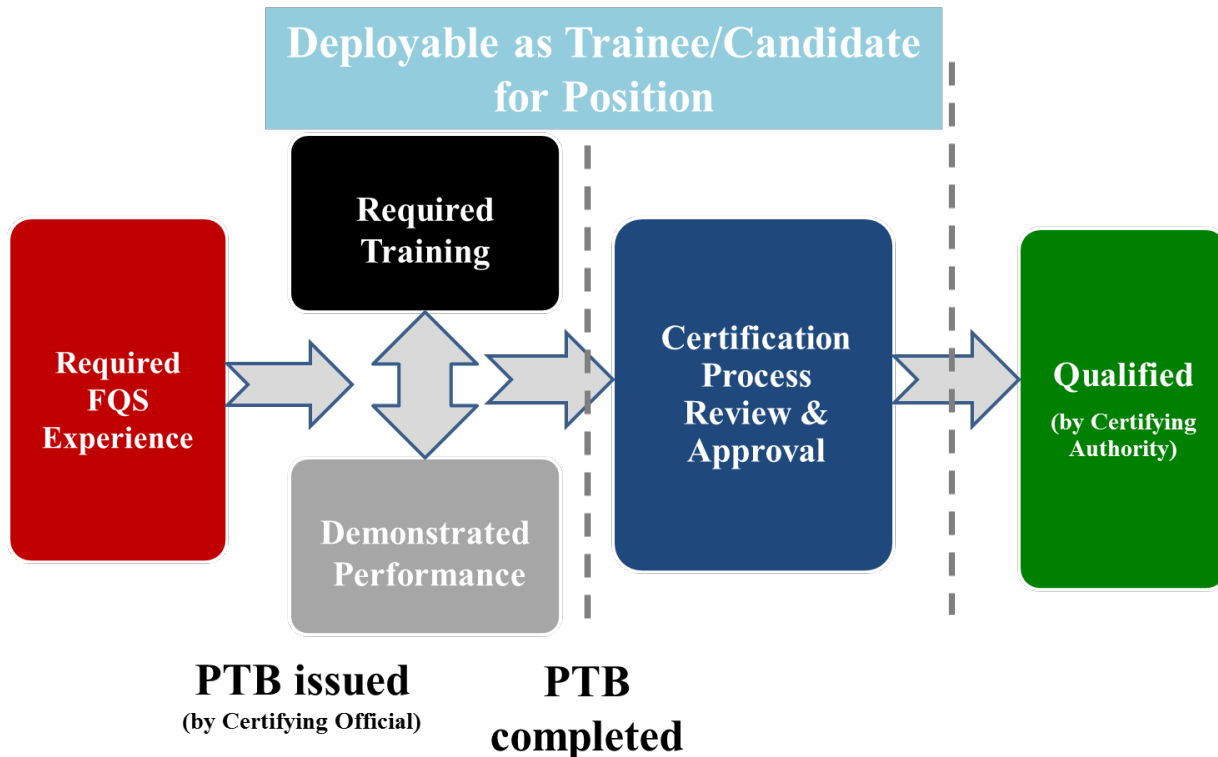 Deployable as Trainee/Candidate
for Position
Required
Training
Required
FQS
Experience
Demonstrated
Performance
Certification
Process
Review &
Approval
Qualified
(by Certifying
Authority)
PTB issued
(by Certifying Official)
PTB
completed